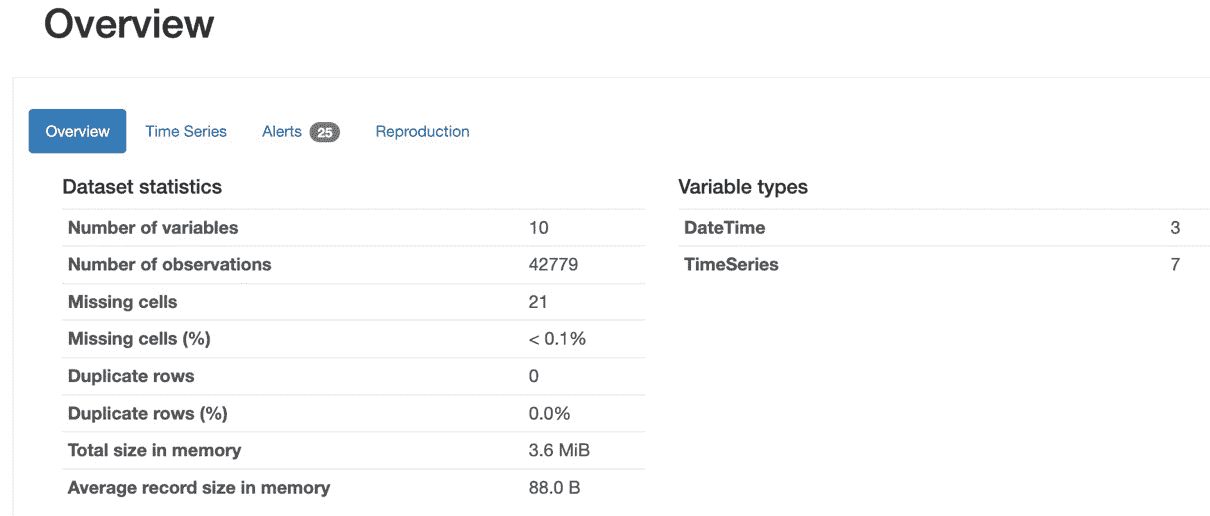 Overview
Overview Time Series Alerts 25 Reproduction
Dataset statistics
Number of variables 10
Number of observations 42779
Missing cells 21
Missing cells (%) < 0.1%
Duplicate rows 0
Duplicate rows (%) 0.0%
Total size in memory 3.6 MiB
Average record size in memory 88.0 B
Variable types
DateTime 3
TimeSeries 7